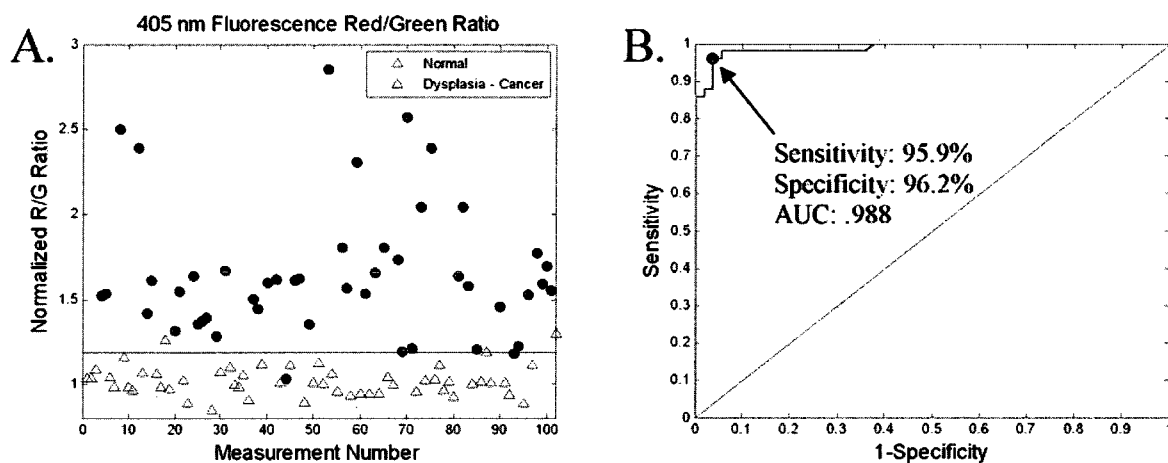 A.
405 nm Fluorescence Red/Green Ratio
Normalized R/G Ratio
3
2.5
2
1.5
1
Normal
Dysplasia - Cancer
0 10 20 30 40 50 60 70 80 90 100
Measurement Number
B.
Sensitivity
1
0.9
0.8
0.7
0.6
0.5
0.4
0.3
0.2
0.1
0
Sensitivity: 95.9%
Specificity: 96.2%
AUC: .988
0 0.1 0.2 0.3 0.4 0.5 0.6 0.7 0.8 0.9 1
1-Specificity